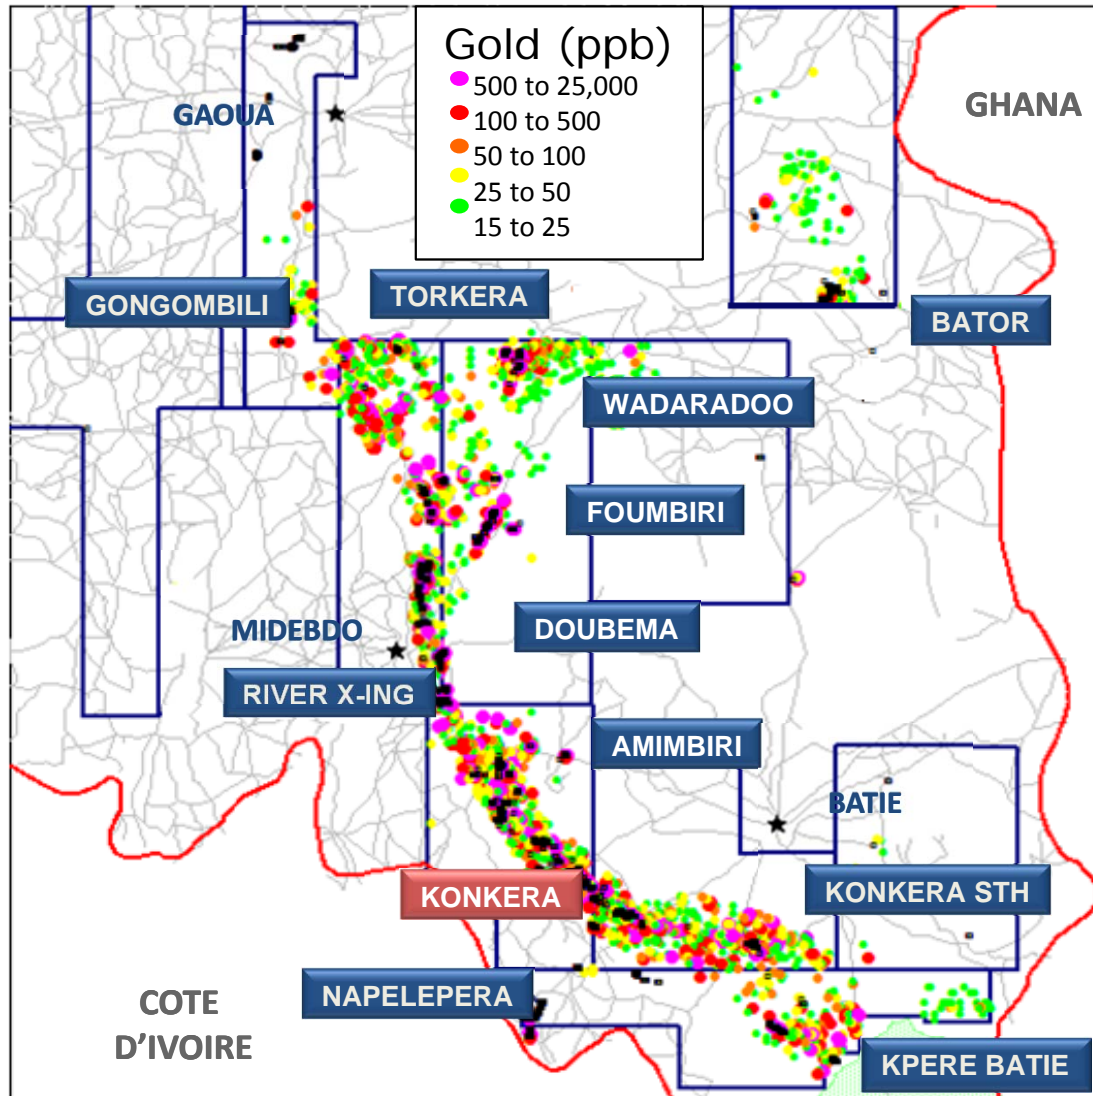 Gold (ppb)
500 to 25,000
100 to 500
50 to 100
25 to 50
15 to 25
GHANA
GAOUA
GONGOMBILI
TORKERA
BATOR
WADARADOO
FOUMBIRI
MIDEBDO
DOUBEMA
RIVER X-ING
AMIMBIRI
BATIE
KONKERA
KONKERA STH
NAPELEPERA
COTE
D'IVOIRE
KPERE BATIE